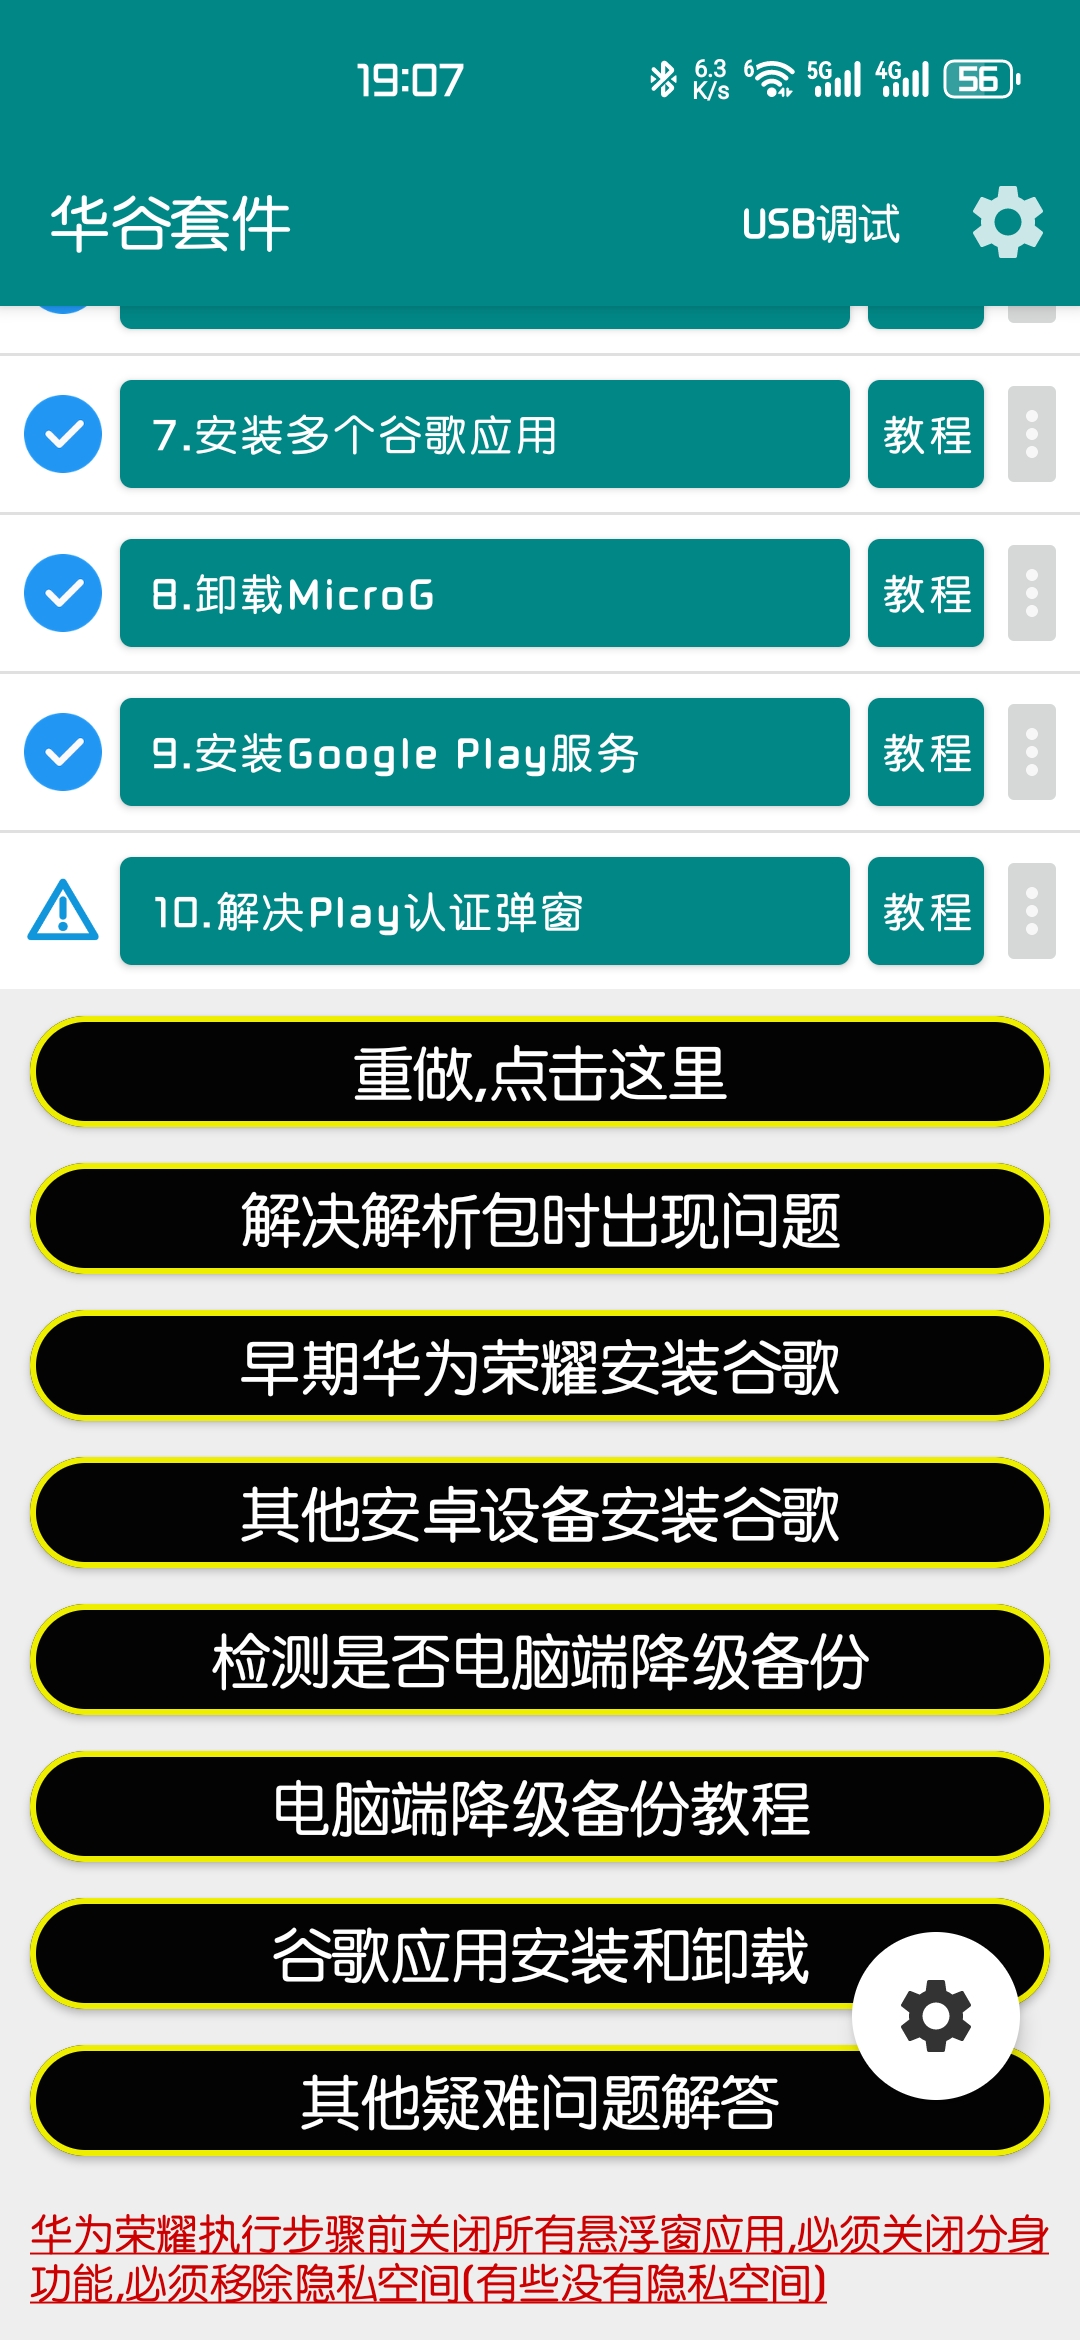 19:07
6.3 K/s
6
5G
4G
56
华谷套件
USB调试
7.安装多个谷歌应用
教程
8.卸载MicroG
教程
9.安装Google Play服务
教程
10.解决Play认证弹窗
教程
重做,点击这里
解决解析包时出现问题
早期华为荣耀安装谷歌
其他安卓设备安装谷歌
检测是否电脑端降级备份
电脑端降级备份教程
谷歌应用安装和卸载
其他疑难问题解答
华为荣耀执行步骤前关闭所有悬浮窗应用,必须关闭分身
功能,必须移除隐私空间(有些没有隐私空间)